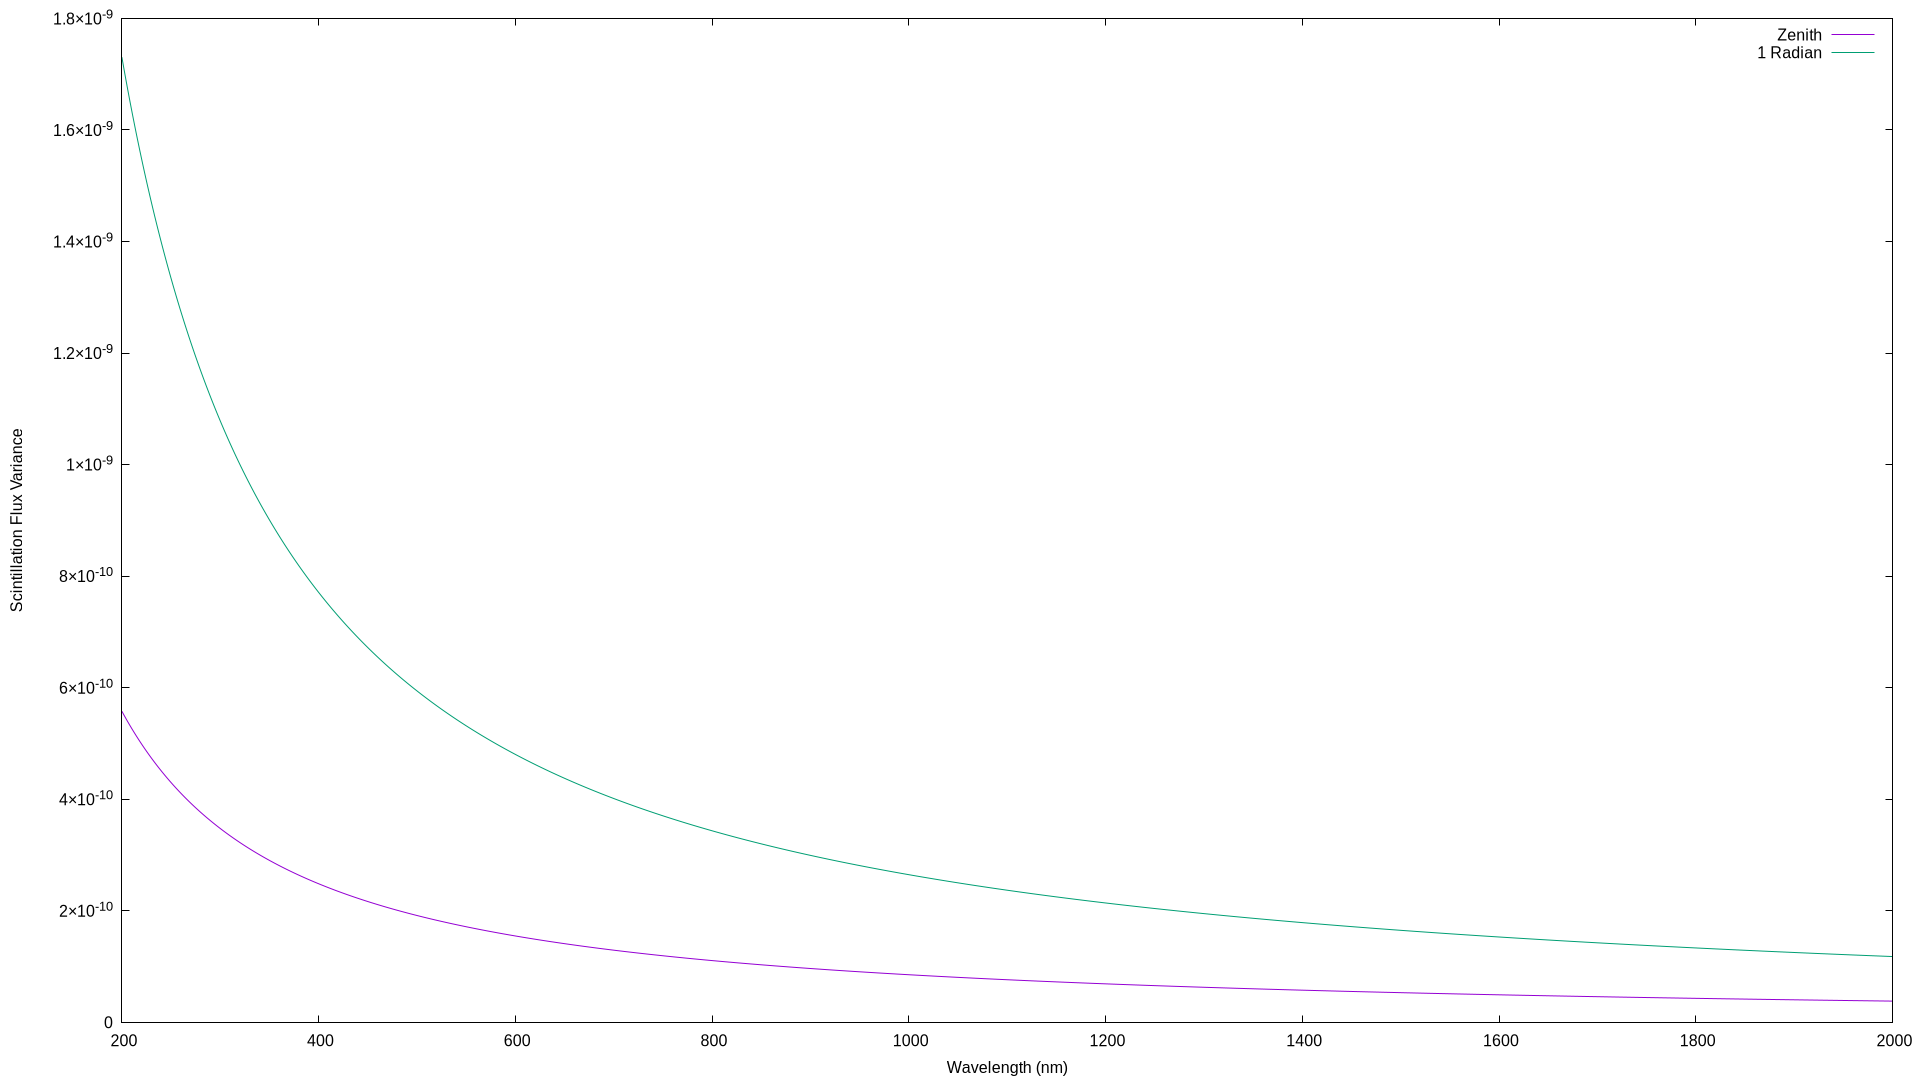 1.8×10⁻⁹
Zenith
1 Radian
1.6×10⁻⁹
1.4×10⁻⁹
1.2×10⁻⁹
1×10⁻⁹
8×10⁻¹⁰
6×10⁻¹⁰
4×10⁻¹⁰
2×10⁻¹⁰
0
Scintillation Flux Variance
200 400 600 800 1000 1200 1400 1600 1800 2000
Wavelength (nm)